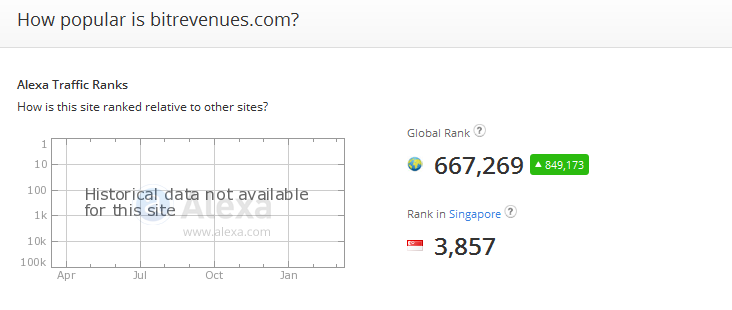 How popular is bitrevenues.com?
Alexa Traffic Ranks
How is this site ranked relative to other sites?
1
10
100
1k
10k
100k
Historical data not available
for this site
Alexa
www.alexa.com
Apr Jul Oct Jan
Global Rank ?
667,269 ▲ 849,173
Rank in Singapore ?
3,857